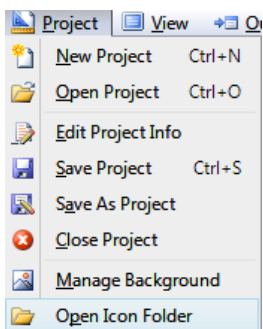 Project View O
New Project Ctrl+N
Open Project Ctrl+O
Edit Project Info
Save Project Ctrl+S
Save As Project
Close Project
Manage Background
Open Icon Folder